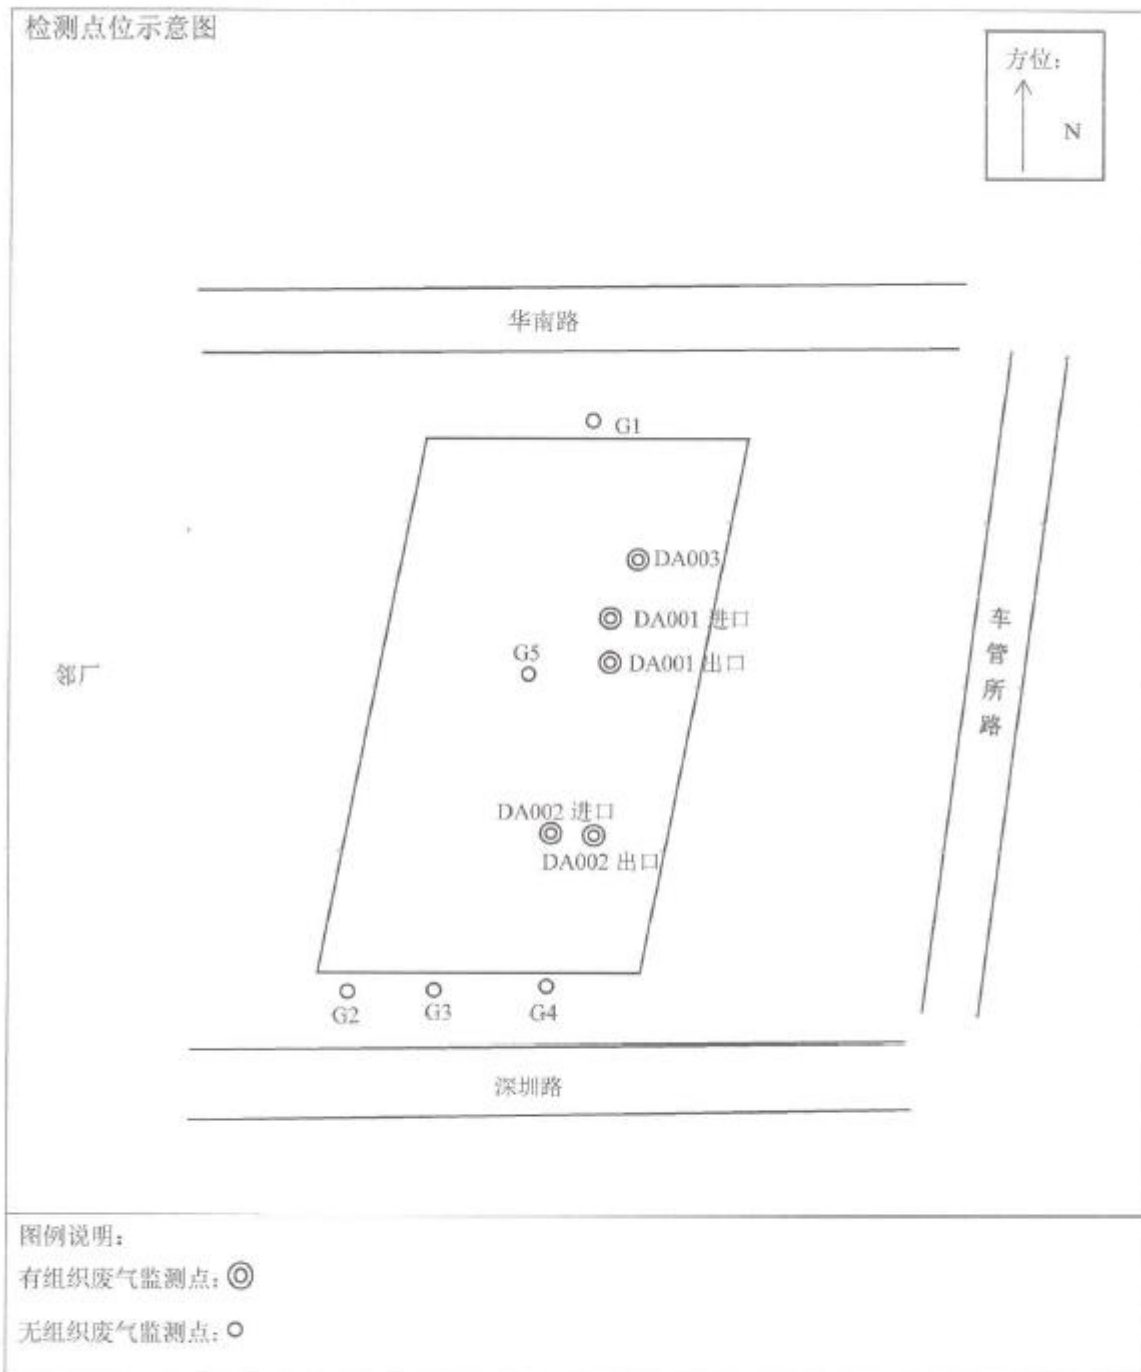 检测点位示意图
方位：
N
华南路
G1
DA003
DA001 进口
G5
DA001 出口
邻厂
车管所路
DA002 进口
DA002 出口
G2
G3
G4
深圳路
图例说明：
有组织废气监测点：
无组织废气监测点：